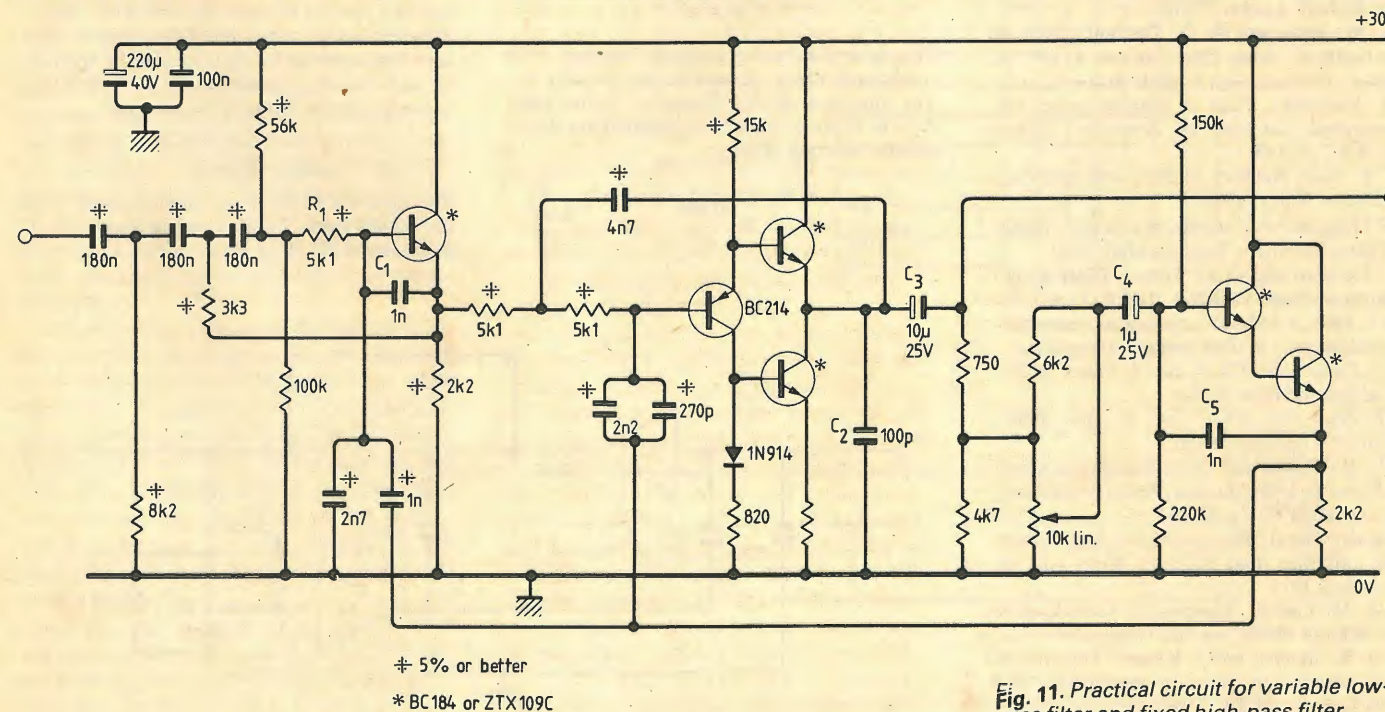 +30
220µ
40V
100n
56k
15k
150k
R1
4n7
180n
180n
180n
5k1
C1
1n
3k3
5k1
5k1
BC214
C3
10µ
25V
C4
1µ
25V
750
6k2
100k
2k2
2n2
270p
C2
100p
C5
1n
1N914
8k2
2n7
1n
820
4k7
10k lin.
220k
2k2
0V
⌗ 5% or better
* BC184 or ZTX109C
Fig. 11. Practical circuit for variable low-
filter and fixed high-pass filter